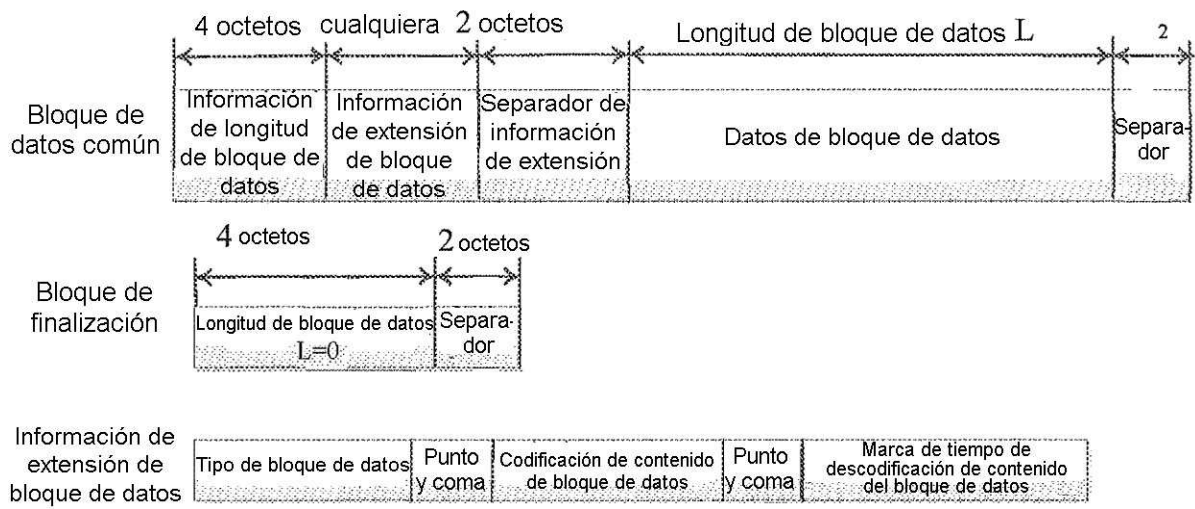 4 octetos cualquiera 2 octetos Longitud de bloque de datos L 2
Bloque de
datos común
Información
de longitud
de bloque de
datos
Información
de extensión
de bloque
de datos
Separador de
información
de extensión
Datos de bloque de datos
Separa-
dor
4 octetos 2 octetos
Bloque de
finalización
Longitud de bloque de datos
L=0
Separa-
dor
Información de
extensión de
bloque de datos
Tipo de bloque de datos
Punto
y coma
Codificación de contenido
de bloque de datos
Punto
y coma
Marca de tiempo de
descodificación de contenido
del bloque de datos